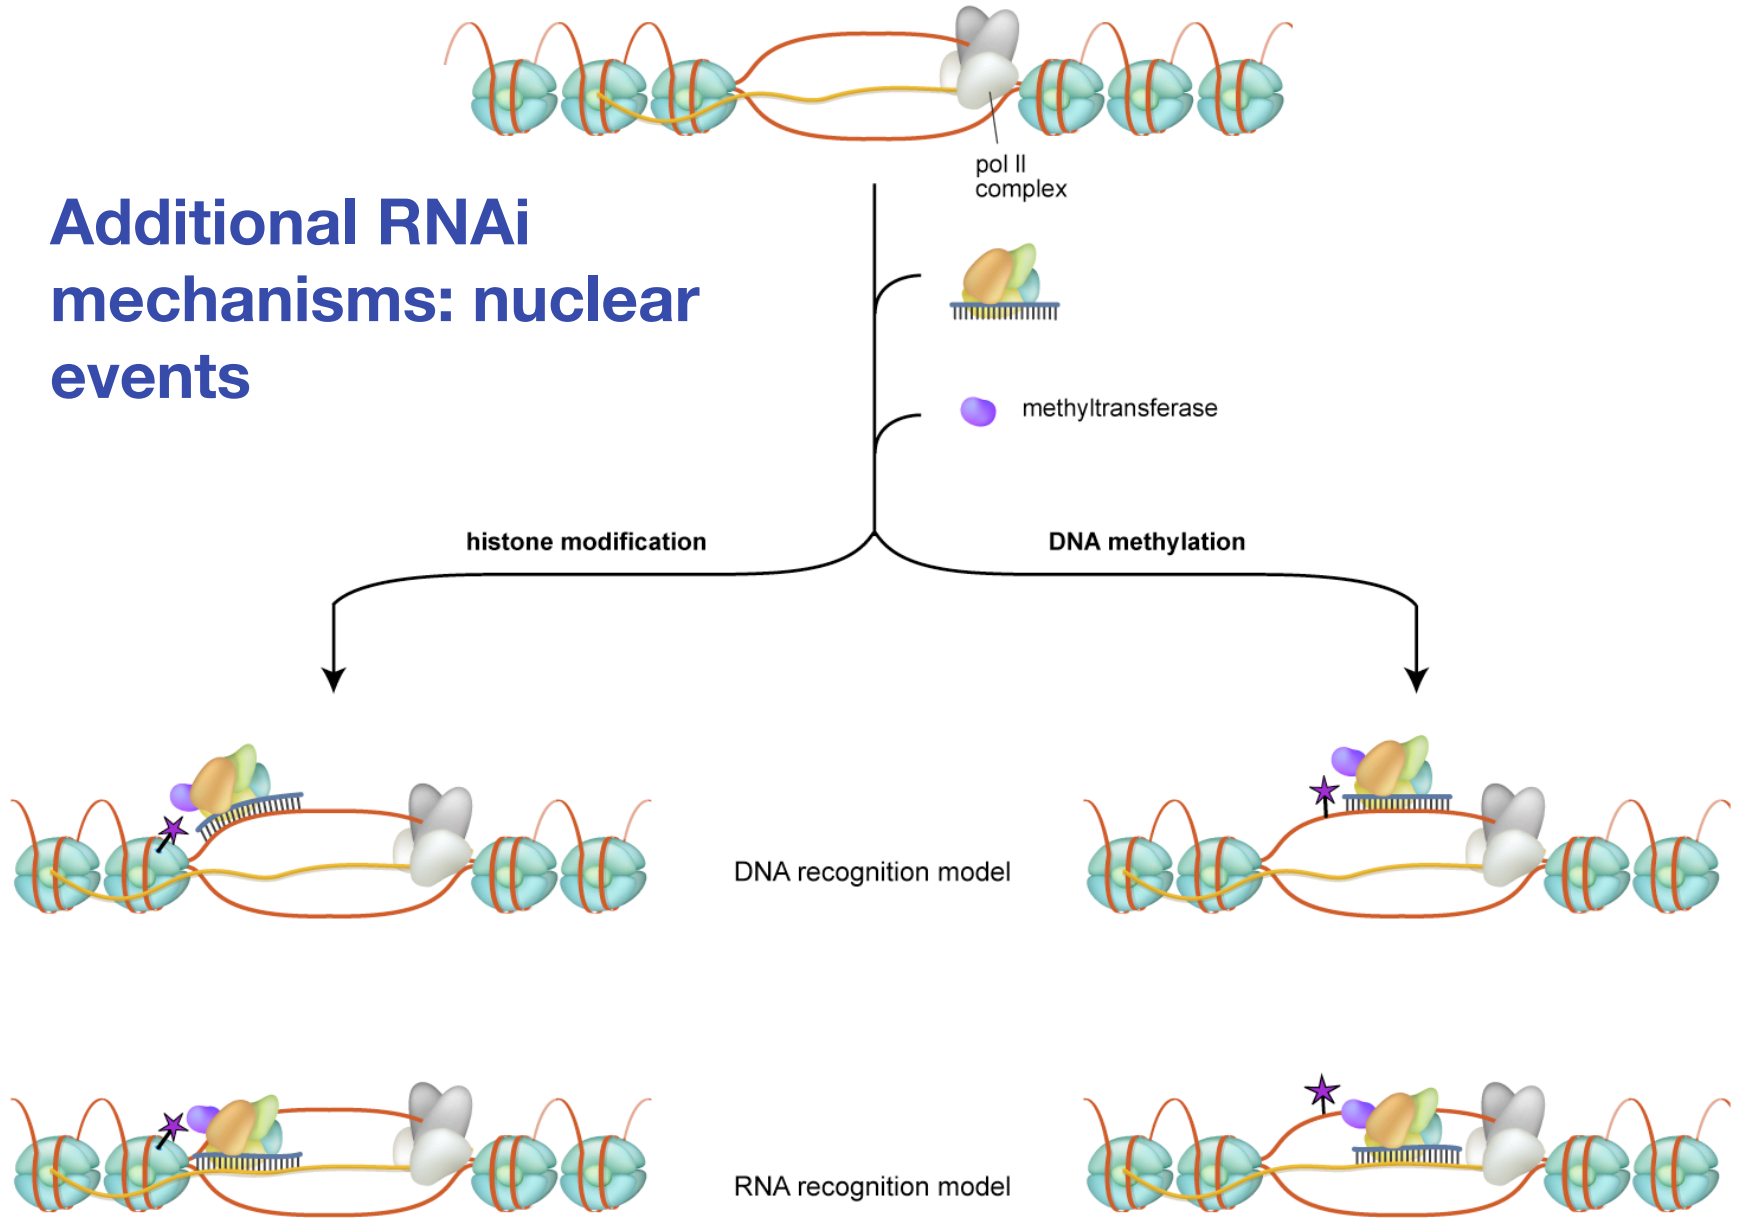 pol II
complex
Additional RNAi
mechanisms: nuclear
events
methyltransferase
histone modification
DNA methylation
DNA recognition model
RNA recognition model